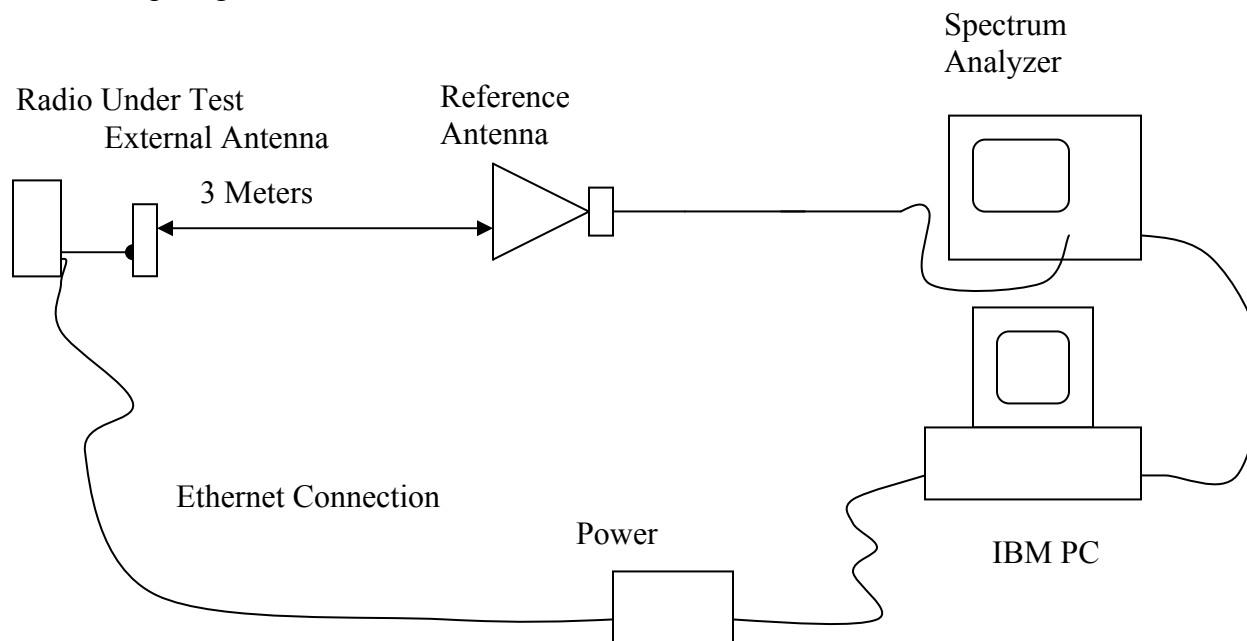 Spectrum
Analyzer
Radio Under Test
External Antenna
Reference
Antenna
3 Meters
Ethernet Connection
Power
IBM PC